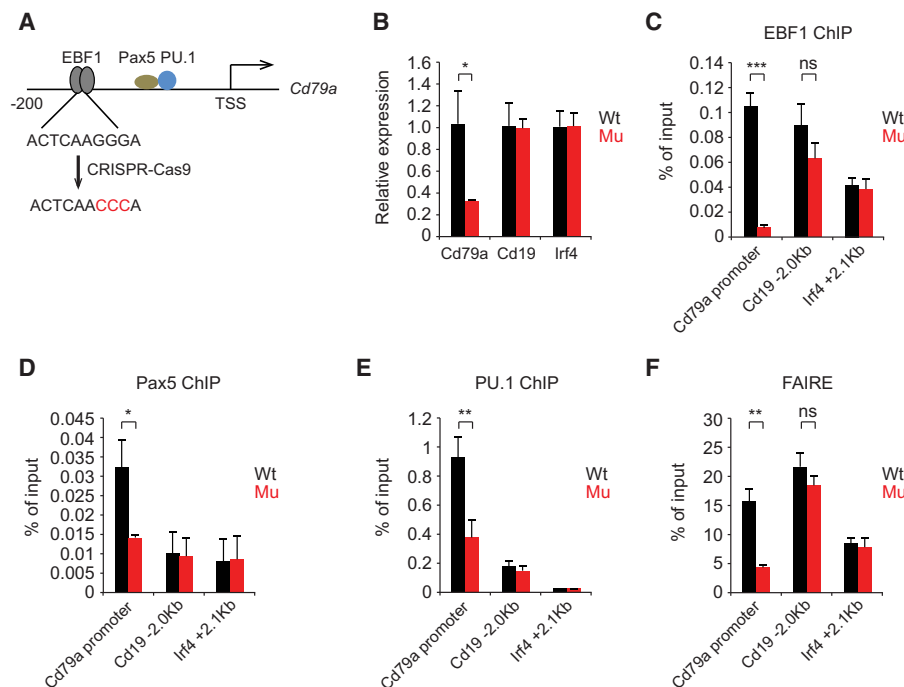 A
EBF1
Pax5 PU.1
-200
TSS
Cd79a
ACTCAAGGGA
CRISPR-Cas9
ACTCAACCCA
B
Relative expression
1.6
1.4
1.2
1.0
0.8
0.6
0.4
0.2
0
*
Wt
Mu
Cd79a Cd19 Irf4
C
EBF1 ChIP
% of input
0.12
0.1
0.08
0.06
0.04
0.02
0
***
ns
Wt
Mu
Cd79a promoter
Cd19 -2.0Kb
Irf4 +2.1Kb
D
Pax5 ChIP
% of input
0.045
0.04
0.035
0.03
0.025
0.02
0.015
0.01
0.005
0
*
Wt
Mu
Cd79a promoter
Cd19 -2.0Kb
Irf4 +2.1Kb
E
PU.1 ChIP
% of input
1.2
1
0.8
0.6
0.4
0.2
0
**
Wt
Mu
Cd79a promoter
Cd19 -2.0Kb
Irf4 +2.1Kb
F
FAIRE
% of input
30
25
20
15
10
5
0
**
ns
Wt
Mu
Cd79a promoter
Cd19 -2.0Kb
Irf4 +2.1Kb